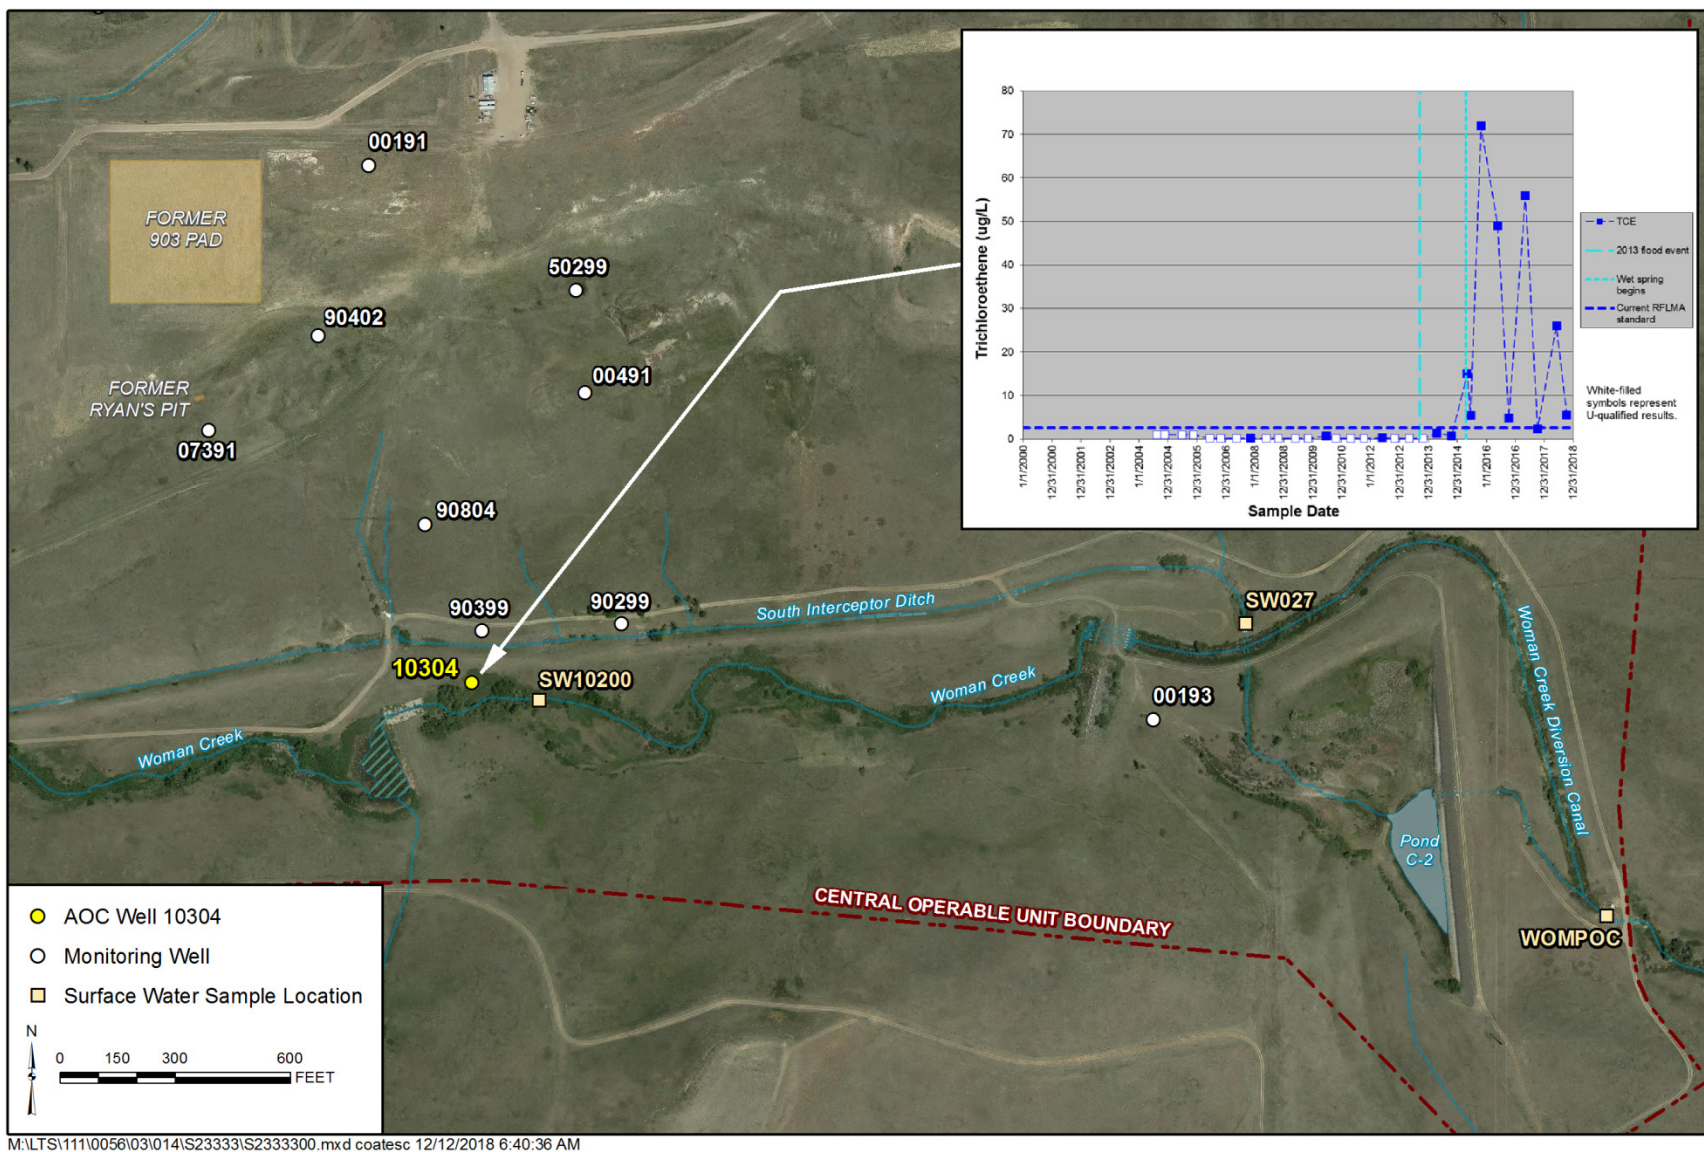 00191
FORMER
903 PAD
50299
90402
00491
FORMER
RYAN'S PIT
07391
90804
90399
90299
South Interceptor Ditch
SW027
10304
SW10200
Woman Creek
00193
Woman Creek
Woman Creek Diversion Canal
Pond
C-2
CENTRAL OPERABLE UNIT BOUNDARY
WOMPOC
Trichloroethene (ug/L)
80
70
60
50
40
30
20
10
0
1/1/2000
12/31/2000
12/31/2001
12/31/2002
1/1/2004
12/31/2004
12/31/2005
12/31/2006
1/1/2008
12/31/2008
12/31/2009
12/31/2010
1/1/2012
12/31/2012
12/31/2013
12/31/2014
1/1/2016
12/31/2016
12/31/2017
12/31/2018
Sample Date
TCE
2013 flood event
Wet spring
begins
Current RFLMA
standard
White-filled
symbols represent
U-qualified results.
AOC Well 10304
Monitoring Well
Surface Water Sample Location
N
0 150 300 600
FEET
M:\LTS\111\0056\03\014\S23333\S2333300.mxd coatesc 12/12/2018 6:40:36 AM